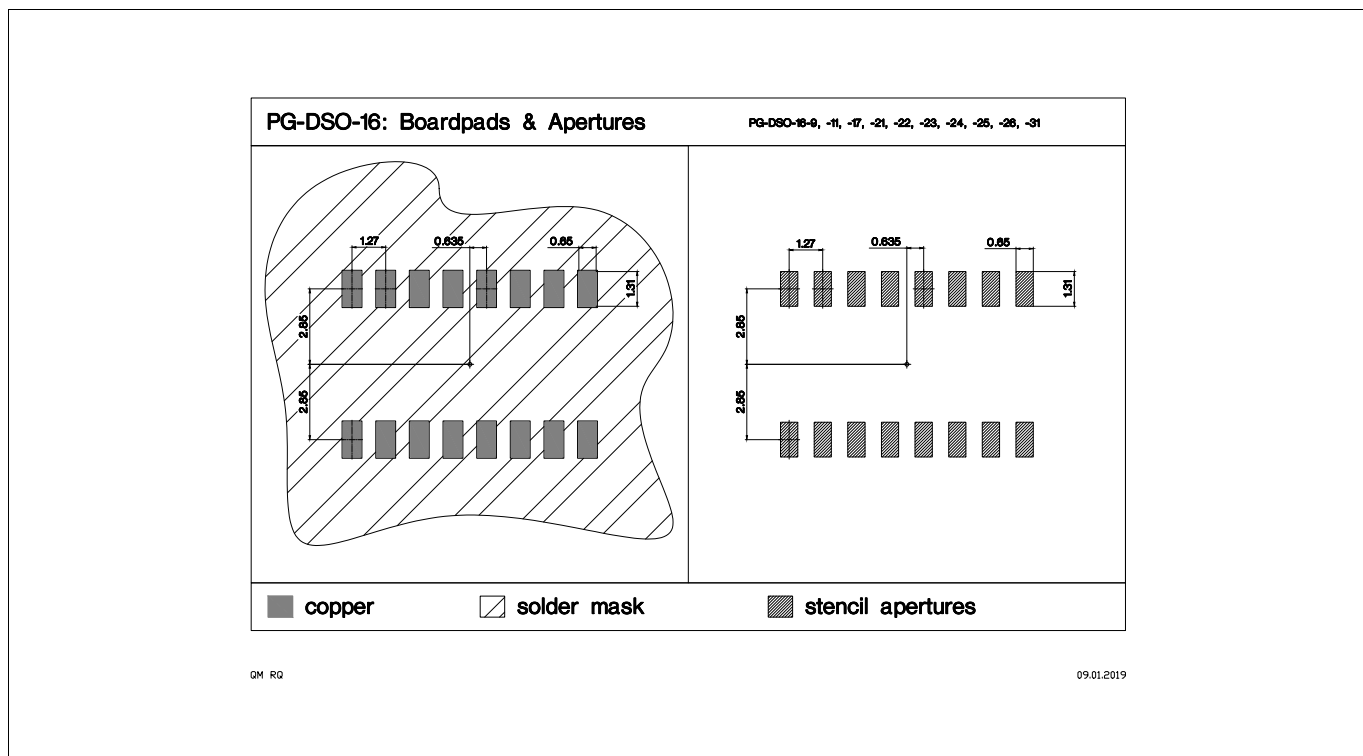 PG-DSO-16: Boardpads & Apertures
PG-DSO-16-9, -11, -17, -21, -22, -23, -24, -25, -26, -31
1.27
0.635
0.65
1.31
2.85
2.85
1.27
0.635
0.65
1.31
2.85
2.85
copper
solder mask
stencil apertures
QM RQ
09.01.2019